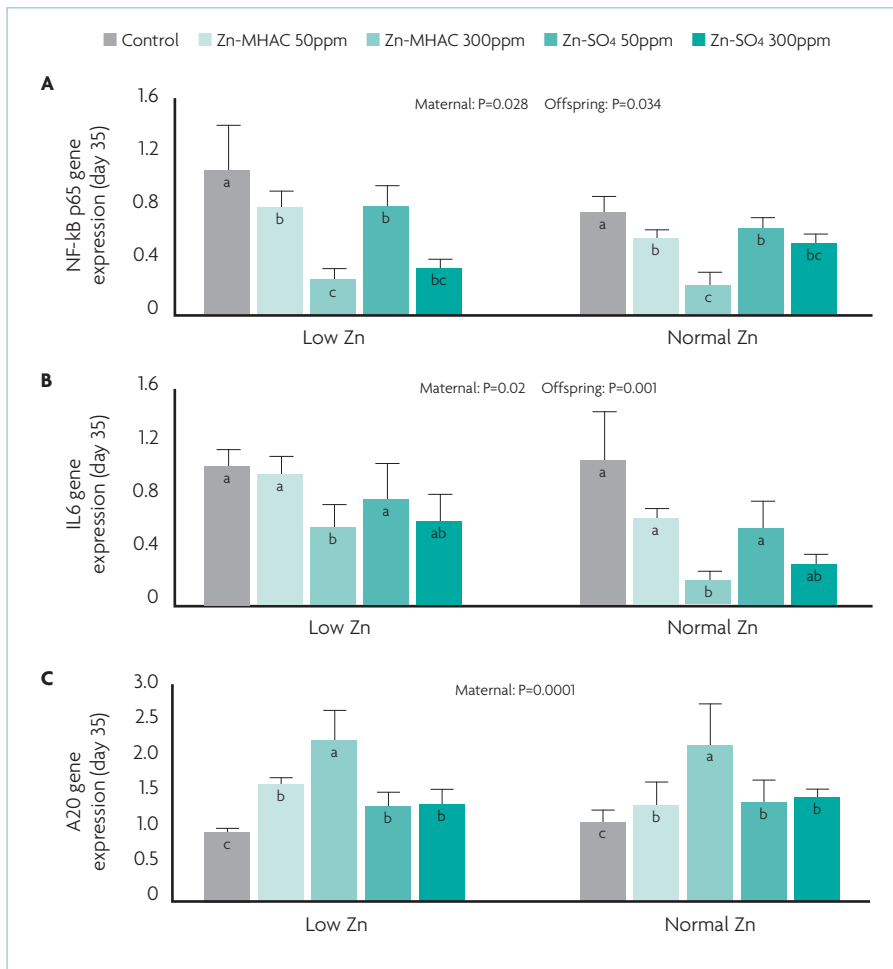 Control Zn-MHAC 50ppm Zn-MHAC 300ppm Zn-SO₄ 50ppm Zn-SO₄ 300ppm
A
NF-kB p65 gene
expression (day 35)
Maternal: P=0.028 Offspring: P=0.034
1.6
1.2
0.8
0.4
0
a b c b bc
a b c b bc
Low Zn Normal Zn
B
IL6 gene
expression (day 35)
Maternal: P=0.02 Offspring: P=0.001
1.6
1.2
0.8
0.4
0
a a b a ab
a a b a ab
Low Zn Normal Zn
C
A20 gene
expression (day 35)
Maternal: P=0.0001
3.0
2.5
2.0
1.5
1.0
0.5
0
c b a b b
c b a b b
Low Zn Normal Zn